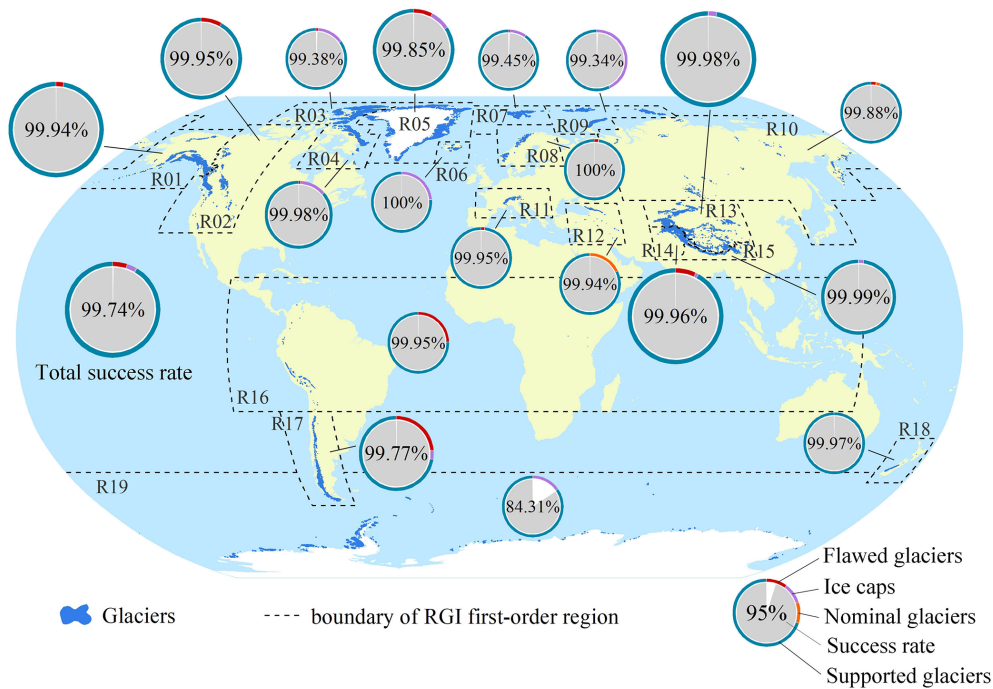 99.95%
99.38%
99.85%
99.45%
99.34%
99.98%
99.94%
99.88%
R03
R05
R07
R09
R10
R04
R06
R08
R01
100%
R02
99.98%
100%
R11
R13
R12
R14
R15
99.95%
99.94%
99.99%
99.74%
99.96%
99.95%
Total success rate
R16
R17
99.77%
99.97%
R18
R19
84.31%
Flawed glaciers
Ice caps
Glaciers
boundary of RGI first-order region
95%
Nominal glaciers
Success rate
Supported glaciers